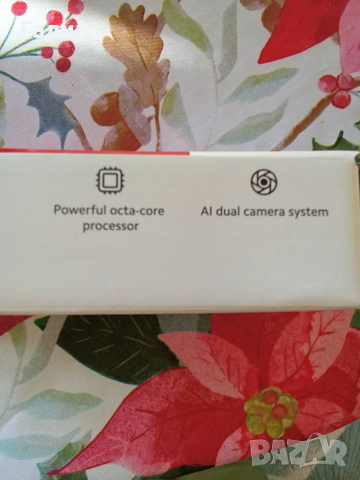 Powerful octa-core
processor
AI dual camera system
BAZAR